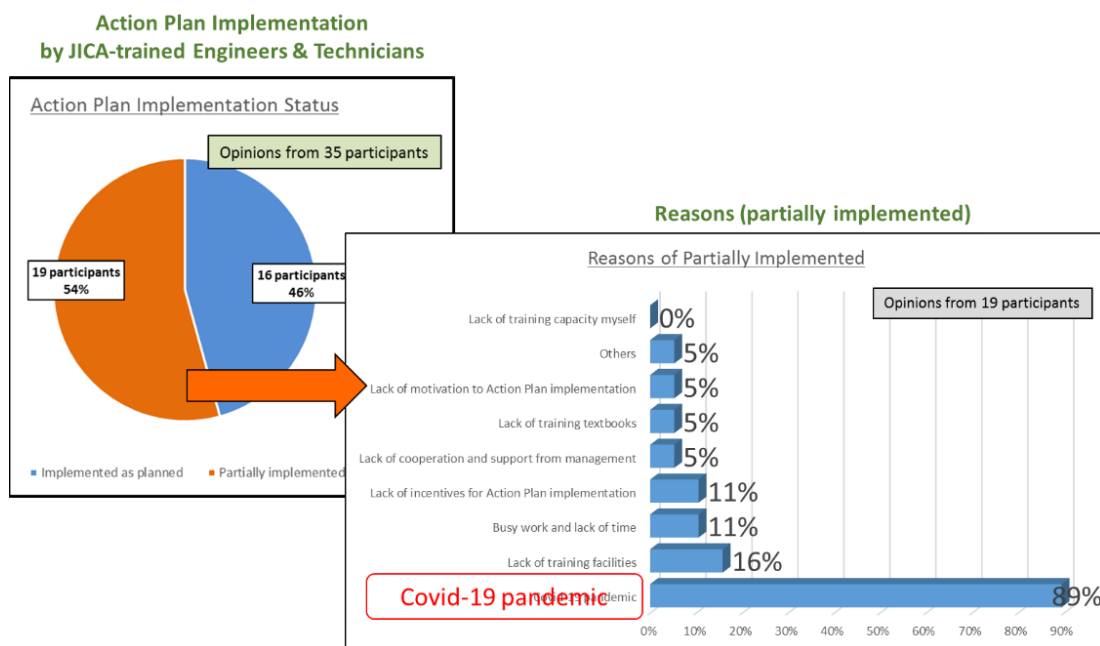 Action Plan Implementation
by JICA-trained Engineers & Technicians
Action Plan Implementation Status
Opinions from 35 participants
19 participants
54%
16 participants
46%
Implemented as planned
Partially implemented
Reasons (partially implemented)
Reasons of Partially Implemented
Opinions from 19 participants
Lack of training capacity myself 0%
Others 5%
Lack of motivation to Action Plan implementation 5%
Lack of training textbooks 5%
Lack of cooperation and support from management 5%
Lack of incentives for Action Plan implementation 11%
Busy work and lack of time 11%
Lack of training facilities 16%
Covid-19 pandemic
Covid-19 pandemic 89%
0% 10% 20% 30% 40% 50% 60% 70% 80% 90%